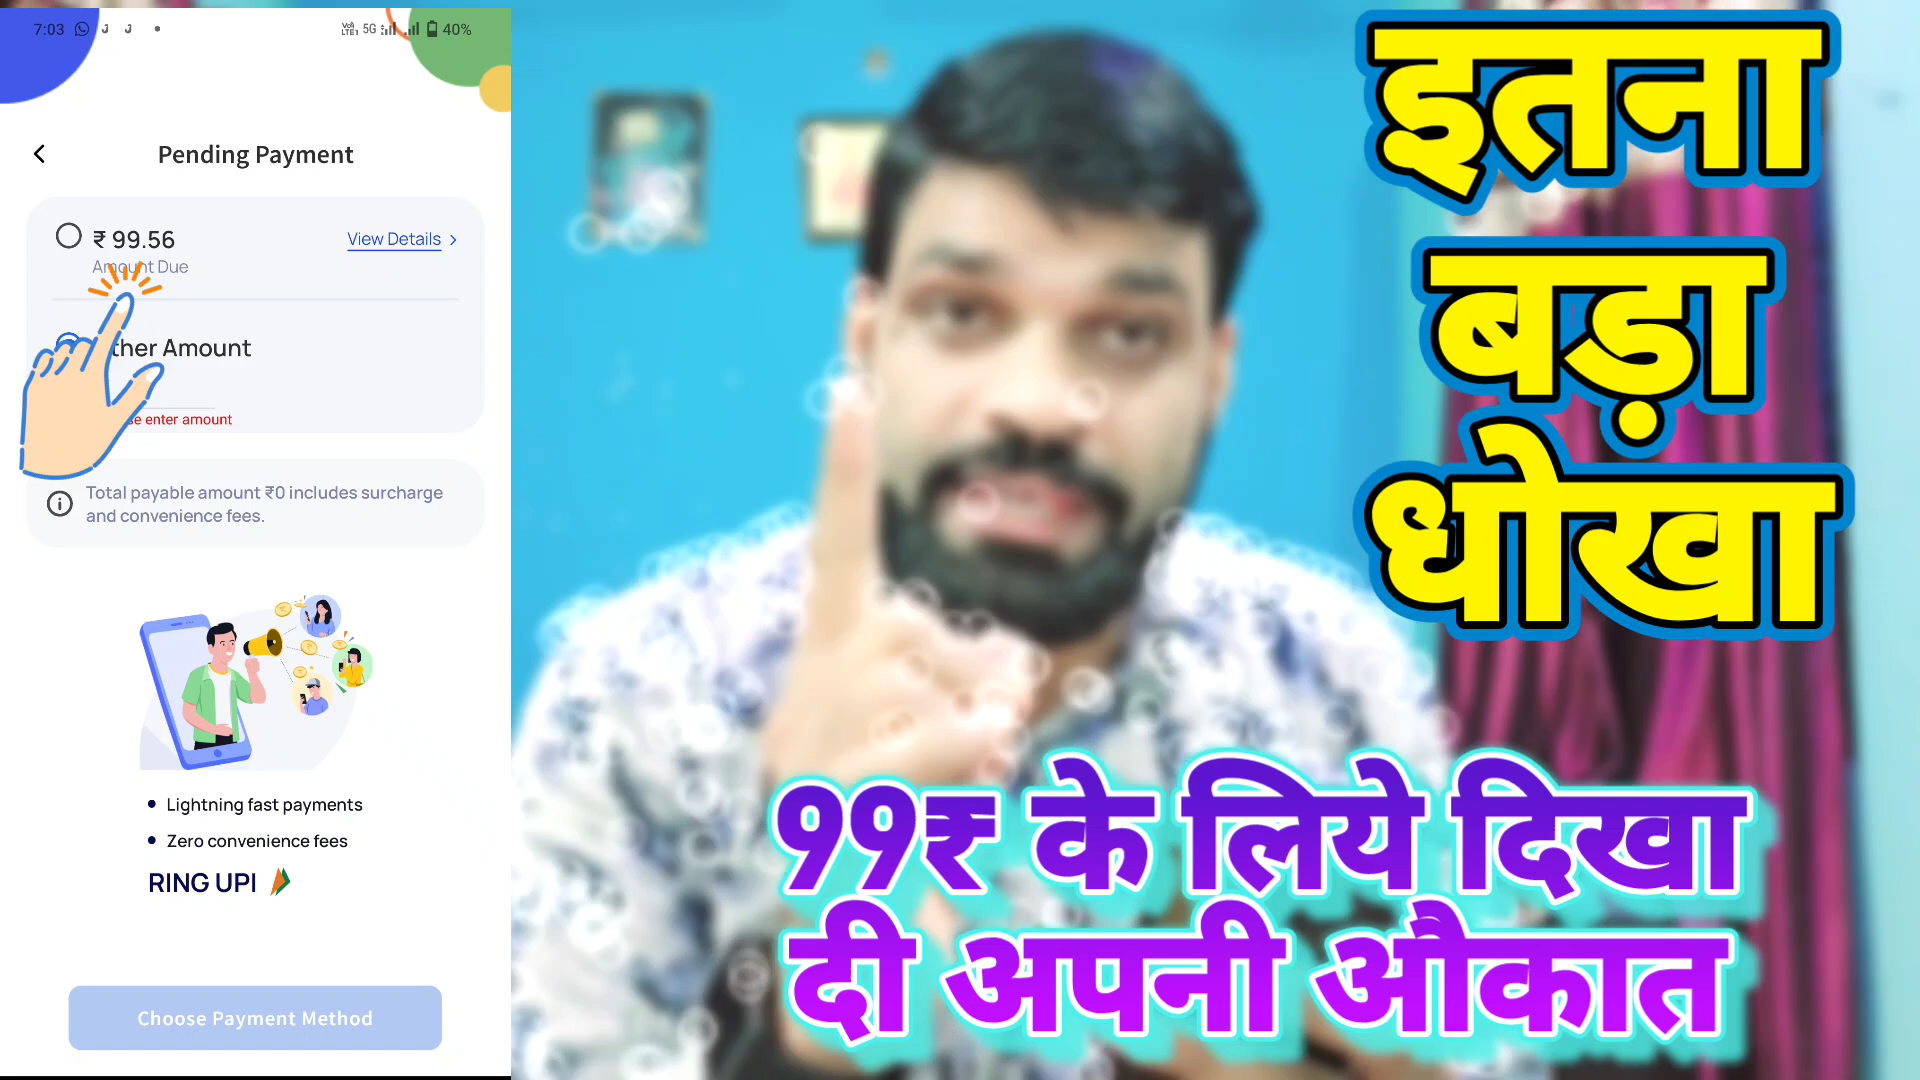 7:03
5G
40%
Pending Payment
₹ 99.56
View Details >
Amount Due
ther Amount
se enter amount
Total payable amount ₹0 includes surcharge
and convenience fees.
• Lightning fast payments
• Zero convenience fees
RING UPI
Choose Payment Method
इतना
बड़ा
धोखा
99₹ के लिये दिखा
दी अपनी औकात